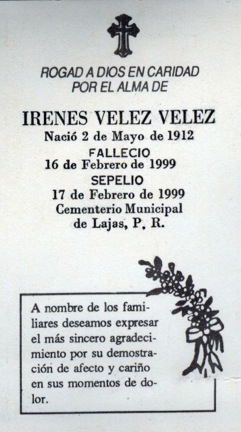 ROGAD A DIOS EN CARIDAD
POR EL ALMA DE
IRENES VELEZ VELEZ
Nació 2 de Mayo de 1912
FALLECIO
16 de Febrero de 1999
SEPELIO
17 de Febrero de 1999
Cementerio Municipal
de Lajas, P. R.
A nombre de los fami-
liares deseamos expresar
el más sincero agradeci-
miento por su demostra-
ción de afecto y cariño
en sus momentos de do-
lor.